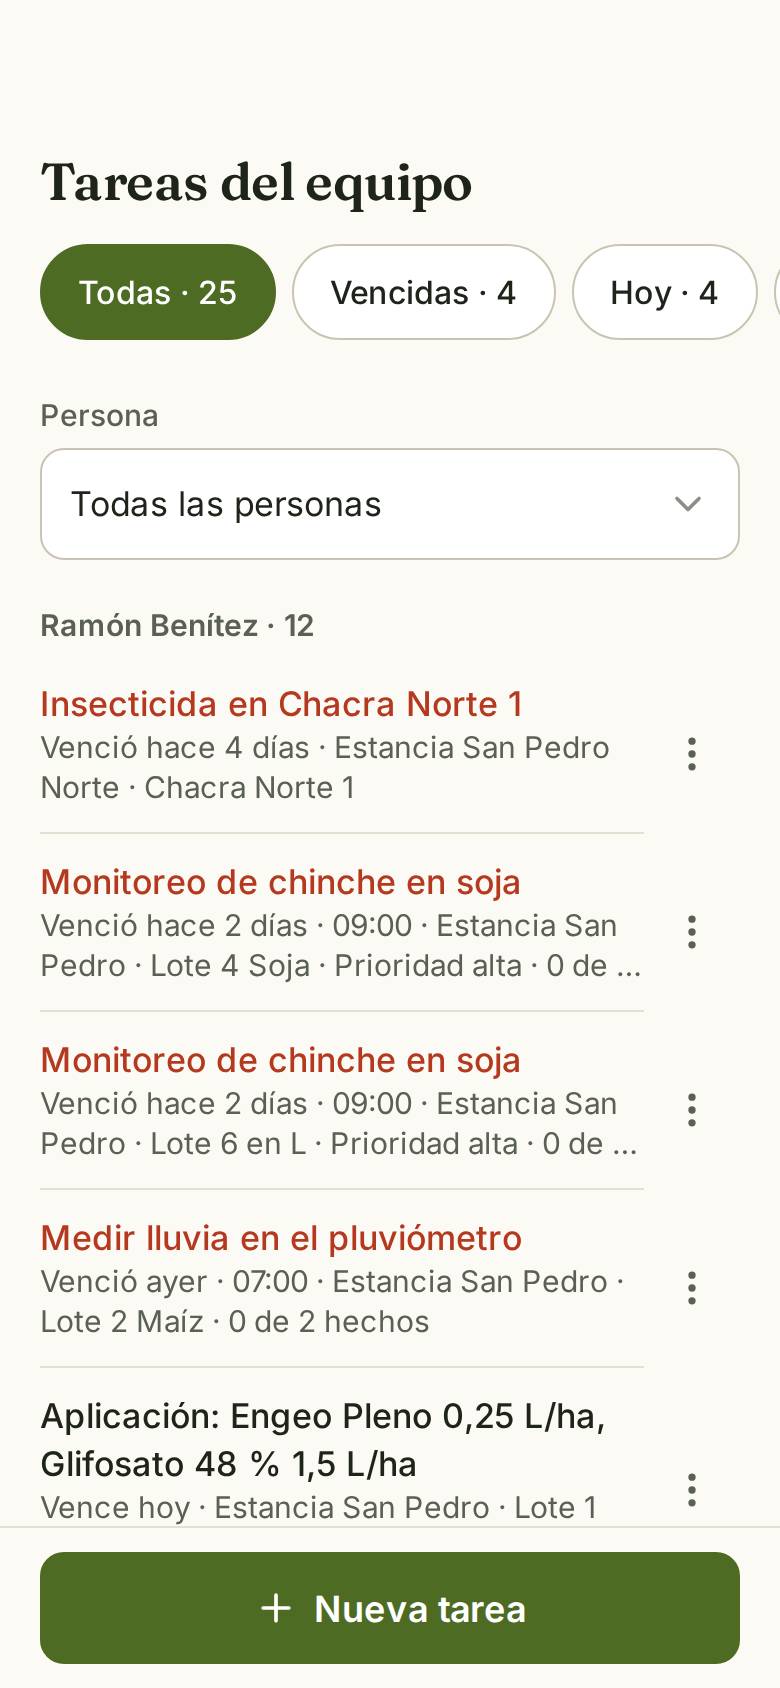 Tareas del equipo
Todas · 25
Vencidas · 4
Hoy · 4
Persona
Todas las personas
Ramón Benítez · 12
Insecticida en Chacra Norte 1
Venció hace 4 días · Estancia San Pedro
Norte · Chacra Norte 1
Monitoreo de chinche en soja
Venció hace 2 días · 09:00 · Estancia San
Pedro · Lote 4 Soja · Prioridad alta · 0 de ...
Monitoreo de chinche en soja
Venció hace 2 días · 09:00 · Estancia San
Pedro · Lote 6 en L · Prioridad alta · 0 de ...
Medir lluvia en el pluviómetro
Venció ayer · 07:00 · Estancia San Pedro ·
Lote 2 Maíz · 0 de 2 hechos
Aplicación: Engeo Pleno 0,25 L/ha,
Glifosato 48 % 1,5 L/ha
Vence hoy · Estancia San Pedro · Lote 1
+ Nueva tarea